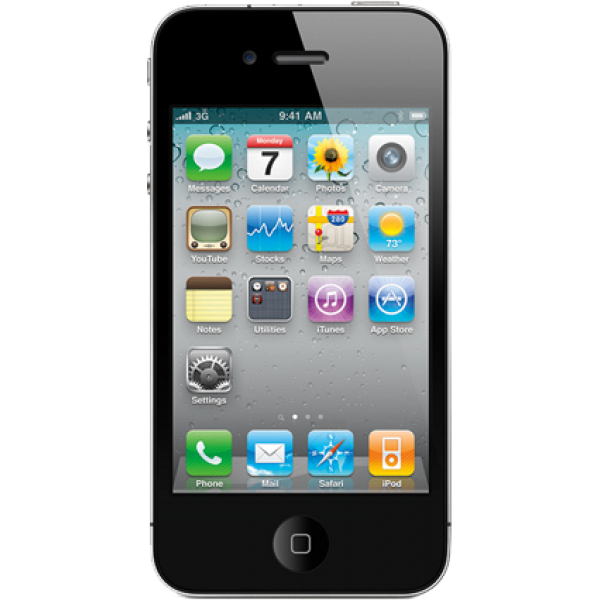 3G 9:41 AM
Monday
7
280
73°
Messages Calendar Photos Camera
YouTube Stocks Maps Weather
Notes Utilities iTunes App Store
Settings
Phone Mail Safari iPod